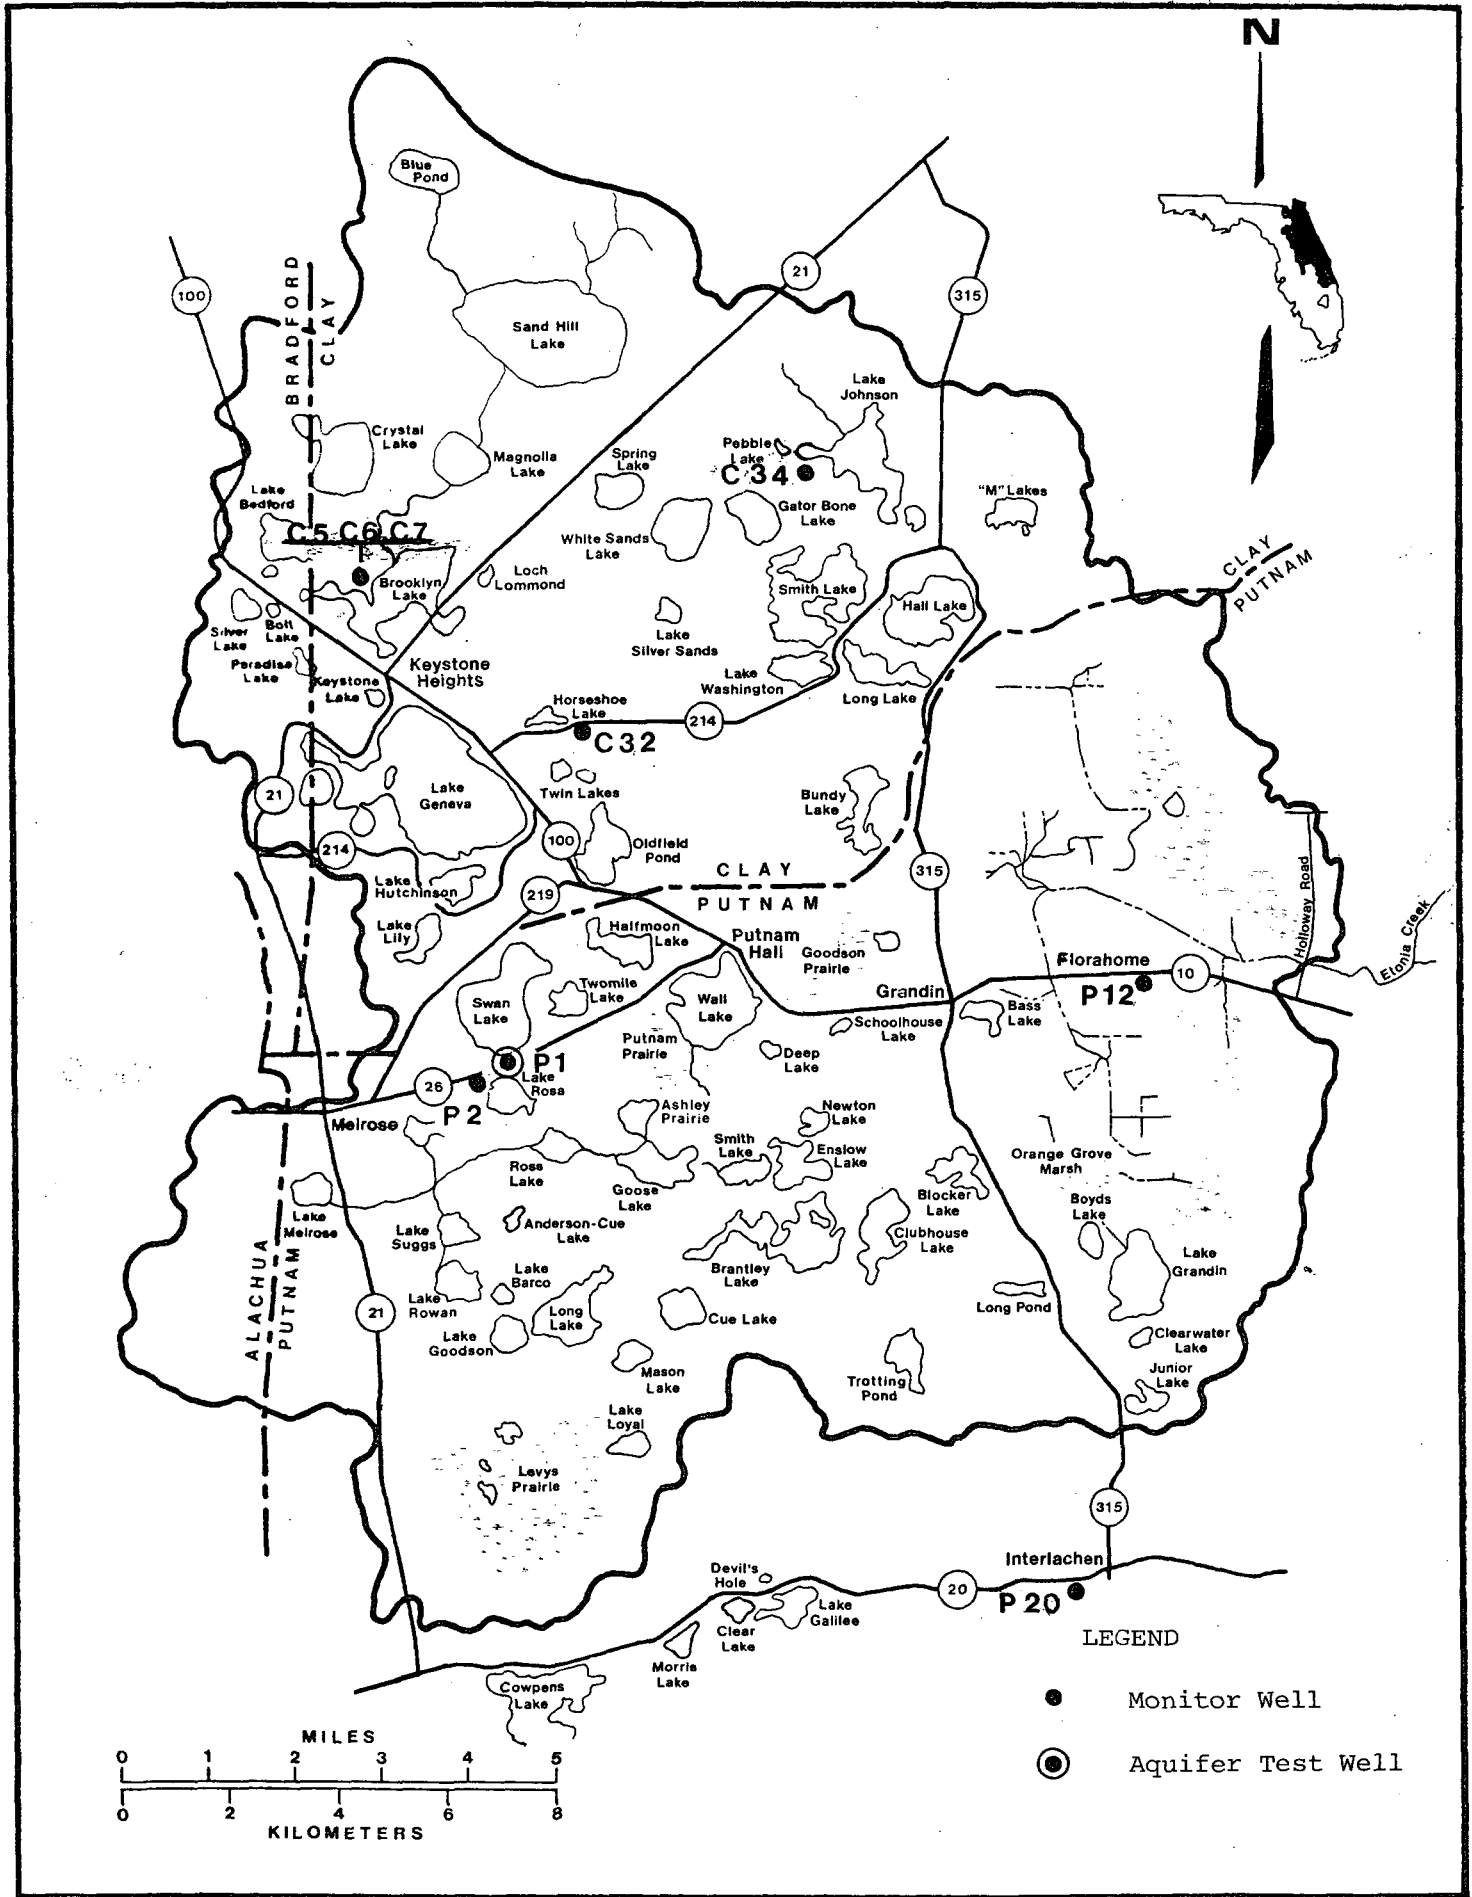 N
Blue
Pond
21
100
315
BRADFORD
CLAY
Sand Hill
Lake
Lake
Johnson
Crystal
Lake
Magnolia
Lake
Spring
Lake
Pebble
Lake
C 34
Lake
Bedford
"M" Lakes
Gator Bone
Lake
C5 C6 C7
White Sands
Lake
CLAY
PUTNAM
Loch
Lommond
Brooklyn
Lake
Smith Lake
Hall Lake
Silver
Lake
Boll
Lake
Lake
Silver Sands
Paradise
Lake
Keystone
Heights
Keystone
Lake
Lake
Washington
Long Lake
Horseshoe
Lake
214
C 32
21
Lake
Geneva
Twin Lakes
Bundy
Lake
214
100
Oldfield
Pond
CLAY
PUTNAM
315
Lake
Hutchinson
219
Holloway Road
Etonia Creek
Lake
Lily
Halfmoon
Lake
Putnam
Hall
Goodson
Prairie
Florahome
10
P12
Twomile
Lake
Swan
Lake
Wall
Lake
Grandin
Bass
Lake
Schoolhouse
Lake
Putnam
Prairie
Deep
Lake
P1
26
Lake
Rosa
P 2
Melrose
Ashley
Prairie
Newton
Lake
Smith
Lake
Enslow
Lake
Orange Grove
Marsh
Ross
Lake
Goose
Lake
Blocker
Lake
Boyds
Lake
Lake
Melrose
Lake
Suggs
Anderson-Cue
Lake
Clubhouse
Lake
Lake
Grandin
ALACHUA
PUTNAM
Lake
Barco
Brantley
Lake
Lake
Rowan
Long
Lake
Long Pond
21
Cue Lake
Lake
Goodson
Clearwater
Lake
Mason
Lake
Trotting
Pond
Junior
Lake
Lake
Loyal
Levys
Prairie
315
Interlachen
Devil's
Hole
20
P 20
Lake
Galilee
Clear
Lake
Morris
Lake
Cowpens
Lake
LEGEND
Monitor Well
Aquifer Test Well
MILES
0 1 2 3 4 5
0 2 4 6 8
KILOMETERS